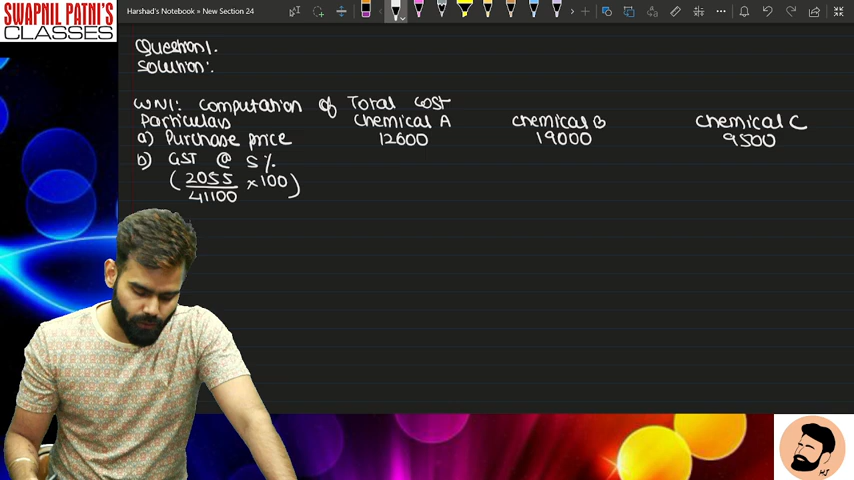 SWAPNIL PATNI'S
CLASSES
Harshad's Notebook » New Section 24
Question 1.
Solution:
WN1: Computation of Total Cost
Particulars Chemical A Chemical B Chemical C
a) Purchase price 12600 19000 9500
b) GST @ 5%
(2055 x 100)
41100
HS